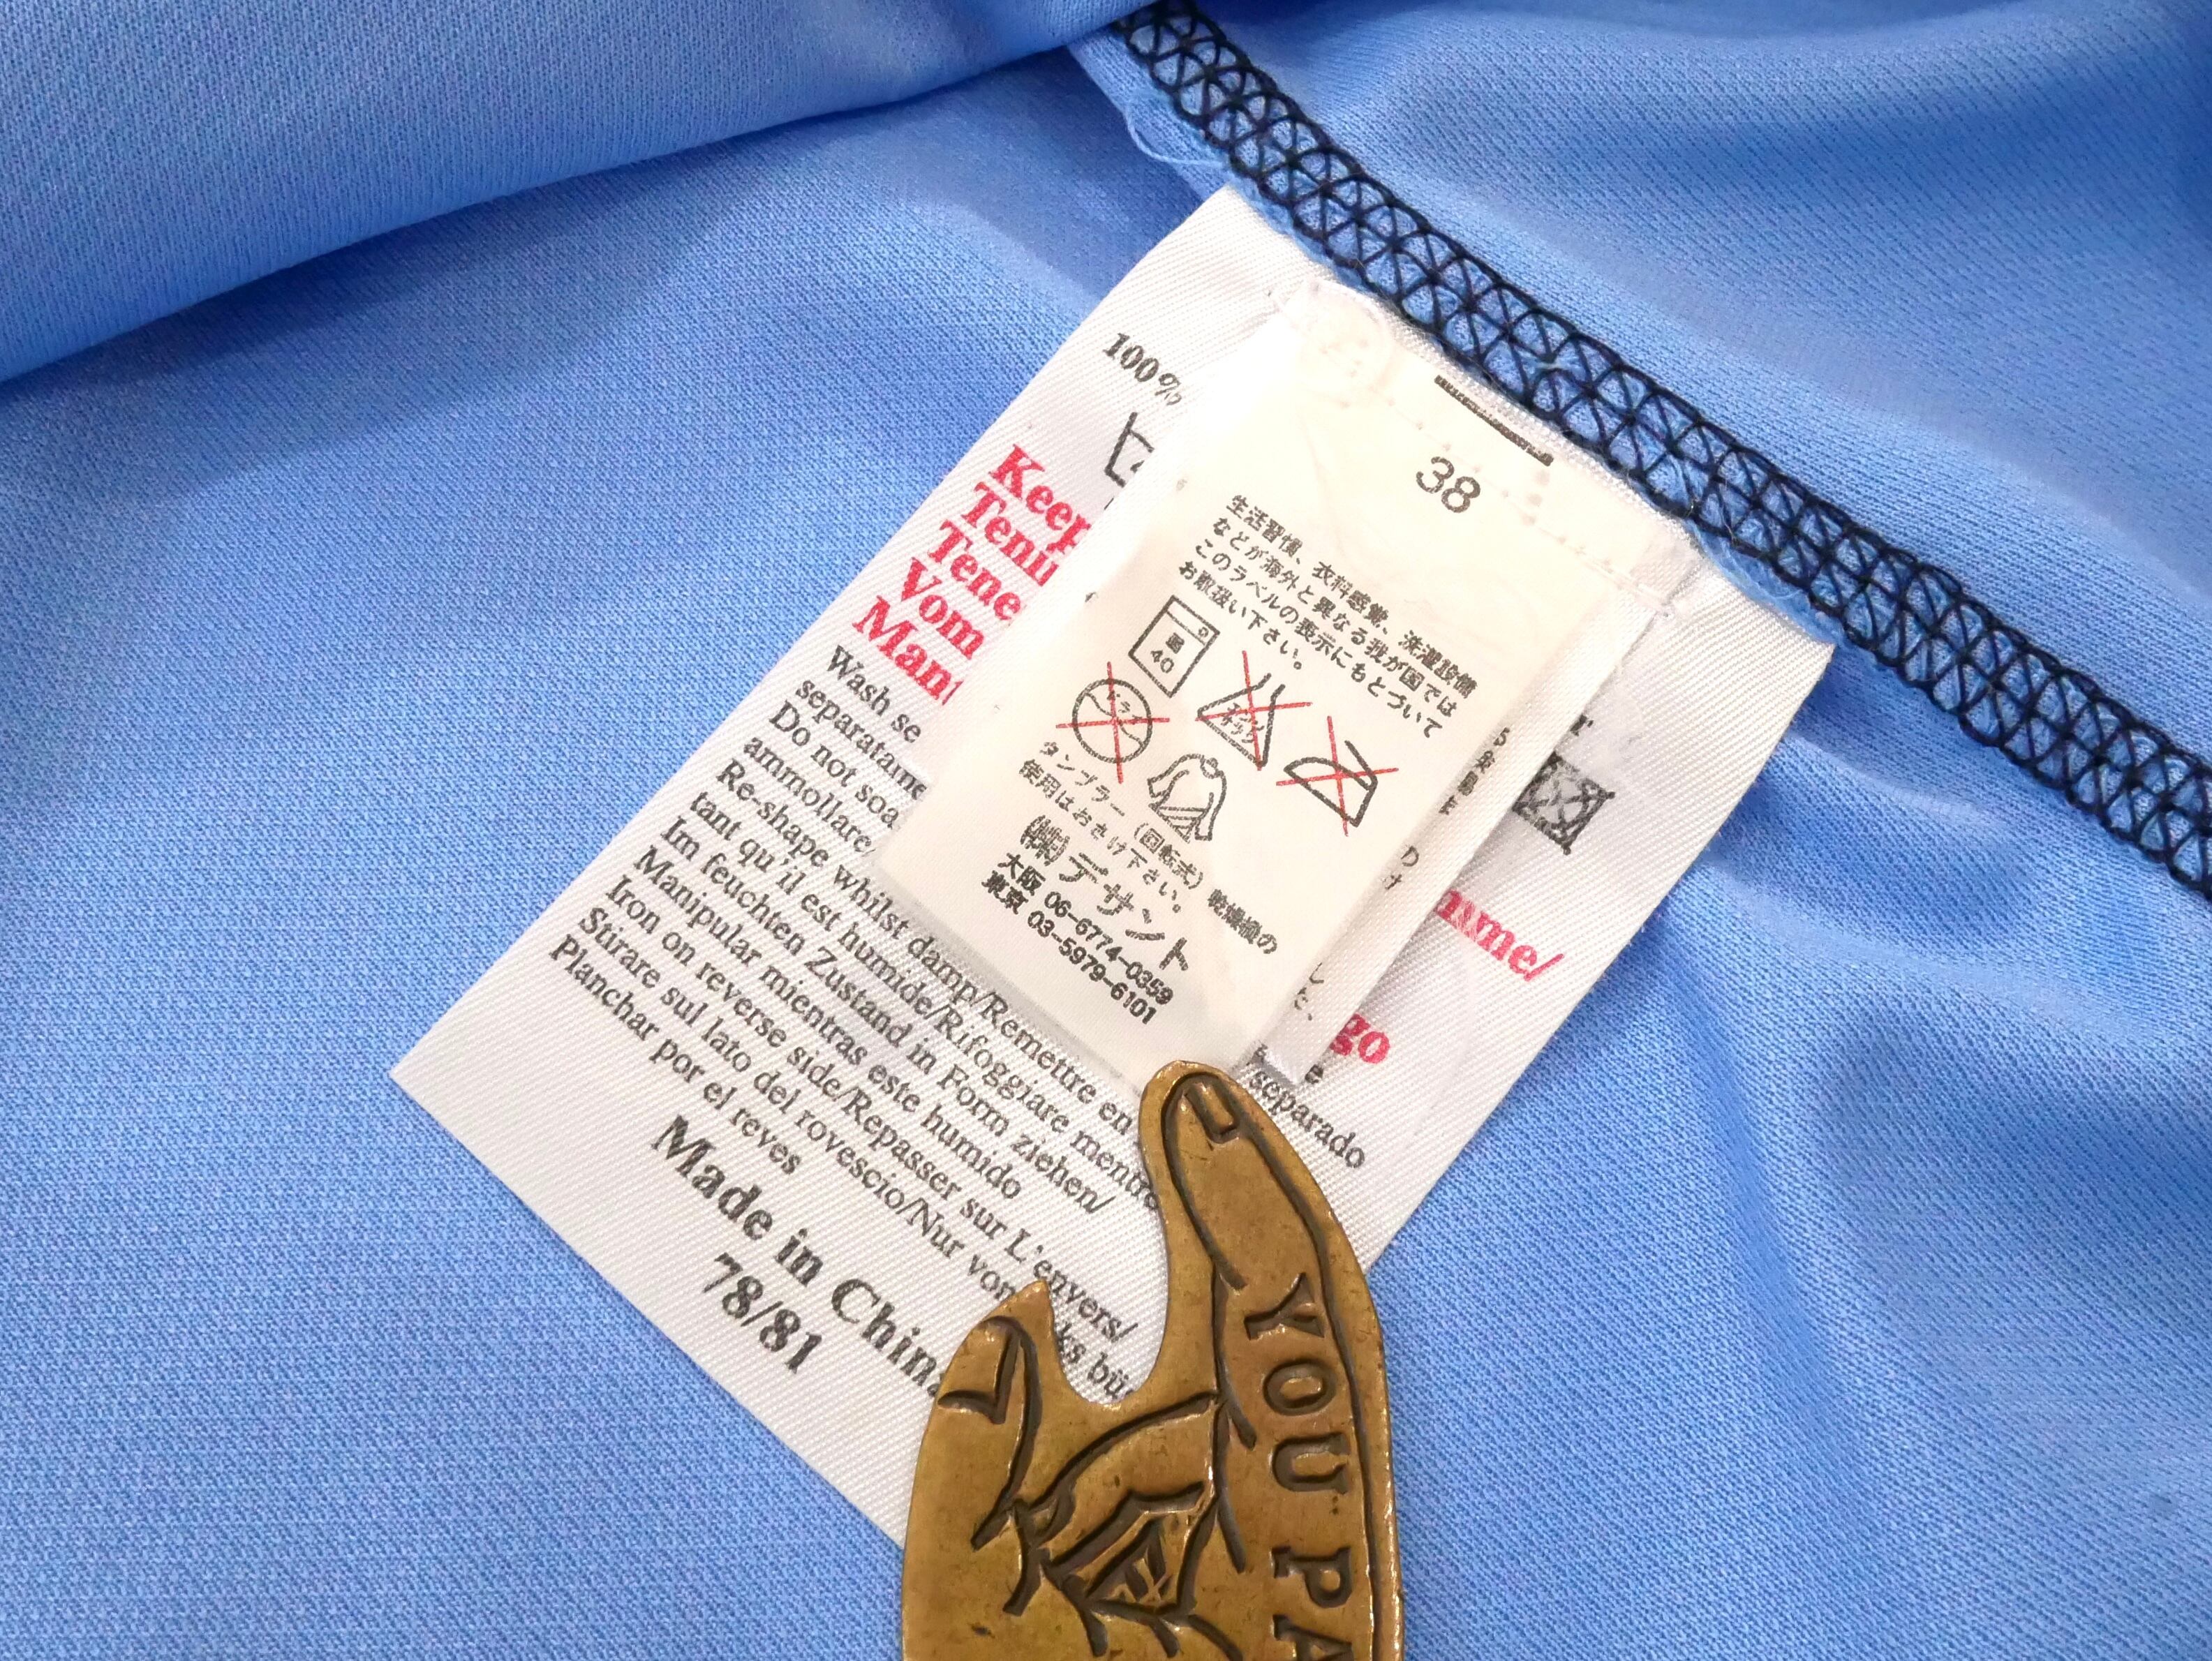 38
生活習慣、衣料感覚、洗濯設備
などが海外と異なる我が国では
このラベルの表示にもとづいて
お取扱い下さい。
40
タンブラー（回転式）乾燥機の
使用はおさけ下さい。
㈱デサント
大阪 06-6774-0359
東京 03-5979-6101
100%
Keep
Vom
Wash se
separatame
Do not soa
ammollare
Re-shape whilst damp/Remettre en
tant qu'il est humide/Rifoggiare mentre
Im feuchten Zustand in Form ziehen/
Manipular mientras este humido
Iron on reverse side/Repasser sur L'envers/
Stirare sul lato del rovescio/Nur von ks büg
Planchar por el reves
/separado
Made in China
78/81
YOU PA